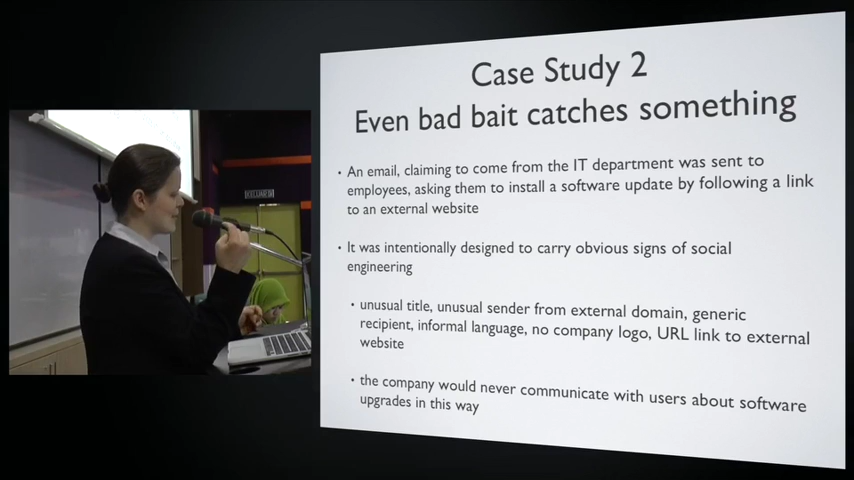 Case Study 2
Even bad bait catches something
• An email, claiming to come from the IT department was sent to
employees, asking them to install a software update by following a link
to an external website
• It was intentionally designed to carry obvious signs of social
engineering
• unusual title, unusual sender from external domain, generic
recipient, informal language, no company logo, URL link to external
website
• the company would never communicate with users about software
upgrades in this way